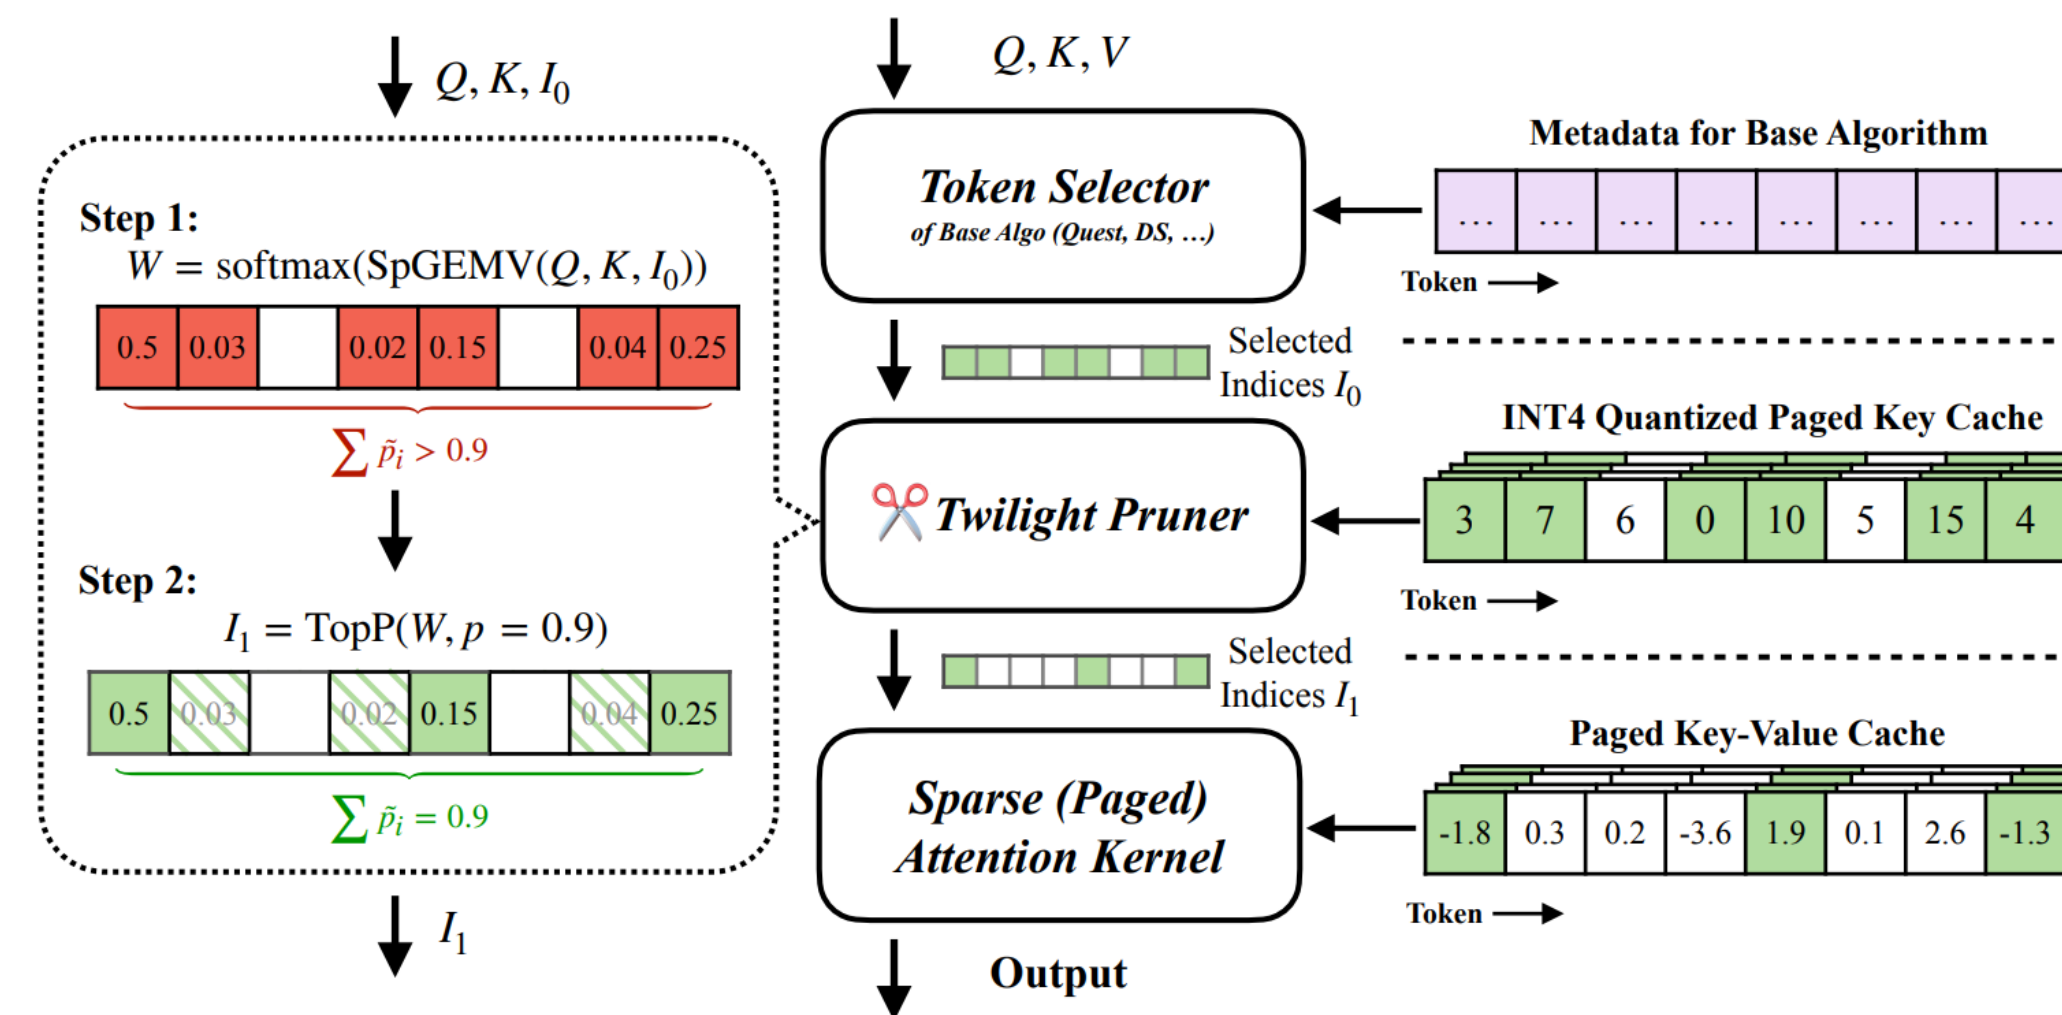 Q, K, I₀
Step 1:
W = softmax(SpGEMV(Q, K, I₀))
0.5 0.03 0.02 0.15 0.04 0.25
∑ p̃ᵢ > 0.9
Step 2:
I₁ = TopP(W, p = 0.9)
0.5 0.03 0.02 0.15 0.04 0.25
∑ p̃ᵢ = 0.9
I₁
Q, K, V
Token Selector
of Base Algo (Quest, DS, …)
Selected
Indices I₀
Twilight Pruner
Selected
Indices I₁
Sparse (Paged)
Attention Kernel
Output
Metadata for Base Algorithm
… … … … … … … …
Token
INT4 Quantized Paged Key Cache
3 7 6 0 10 5 15 4
Token
Paged Key-Value Cache
-1.8 0.3 0.2 -3.6 1.9 0.1 2.6 -1.3
Token